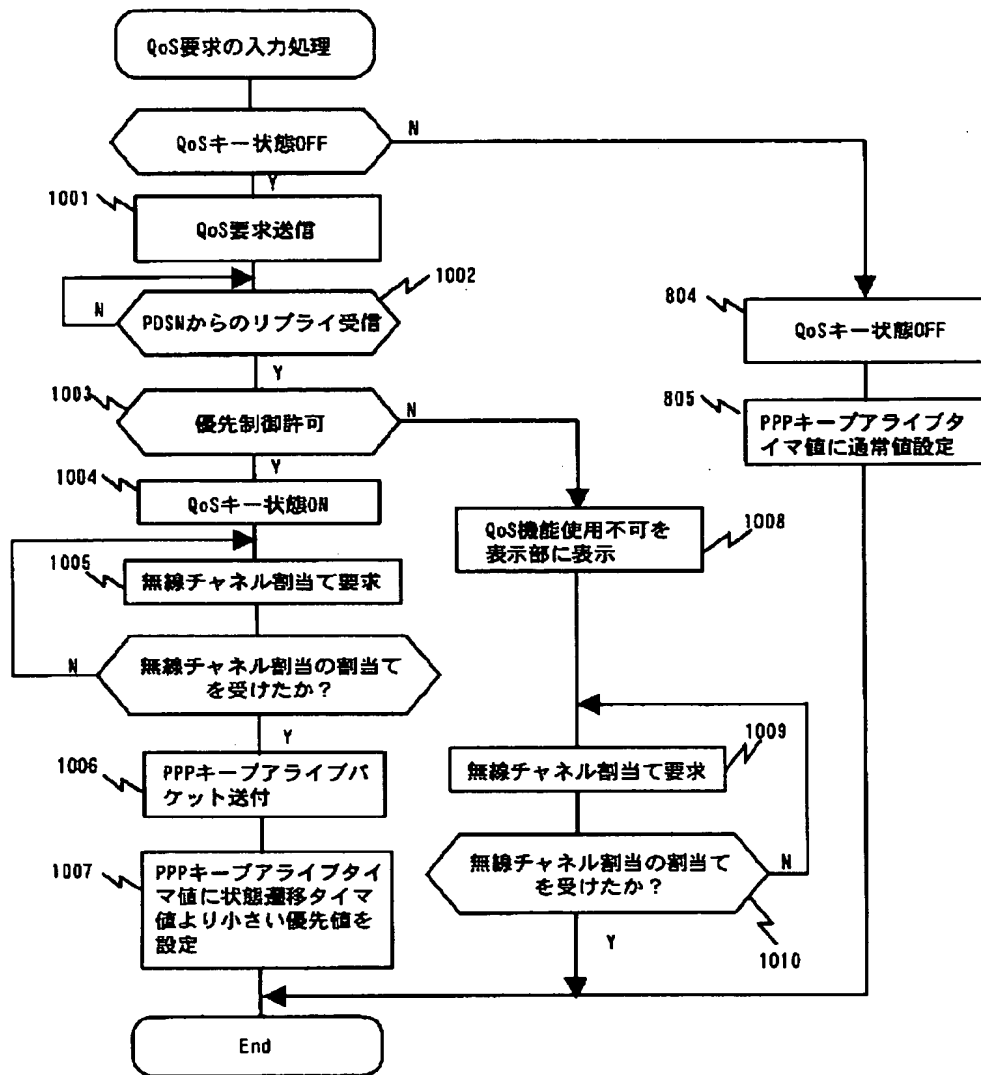 QoS要求の入力処理
QoSキー状態OFF
N
Y
1001
QoS要求送信
1002
N
PDSNからのリプライ受信
Y
1003
優先制御許可
N
Y
1004
QoSキー状態ON
1005
無線チャネル割当て要求
N
無線チャネル割当の割当て
を受けたか？
Y
1006
PPPキープアライブパ
ケット送付
1007
PPPキープアライブタイ
マ値に状態遷移タイマ
値より小さい優先値を
設定
End
QoS機能使用不可を
表示部に表示
1008
1009
無線チャネル割当て要求
無線チャネル割当の割当て
を受けたか？
N
Y
1010
804
QoSキー状態OFF
805
PPPキープアライブタ
イマ値に通常値設定